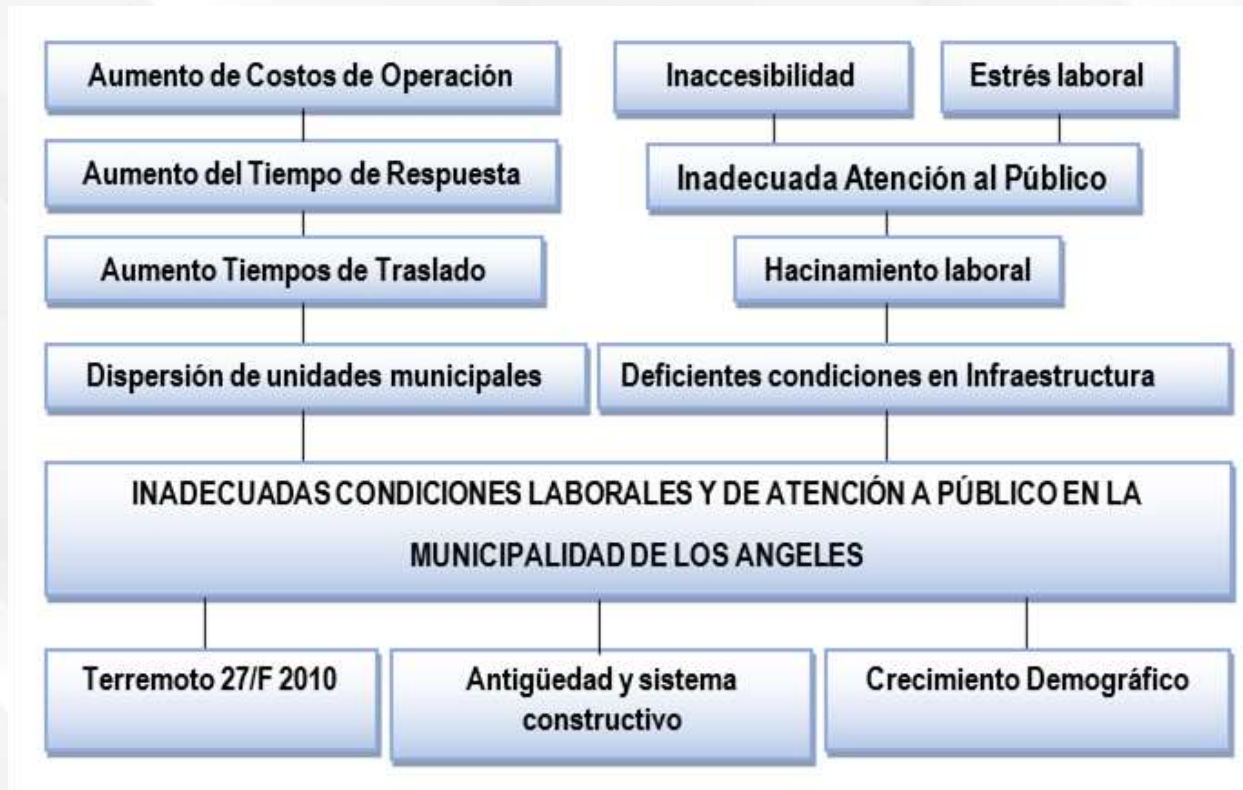 Aumento de Costos de Operación
Inaccesibilidad
Estrés laboral
Aumento del Tiempo de Respuesta
Inadecuada Atención al Público
Aumento Tiempos de Traslado
Hacinamiento laboral
Dispersión de unidades municipales
Deficientes condiciones en Infraestructura
INADECUADAS CONDICIONES LABORALES Y DE ATENCIÓN A PÚBLICO EN LA
MUNICIPALIDAD DE LOS ANGELES
Terremoto 27/F 2010
Antigüedad y sistema
constructivo
Crecimiento Demográfico